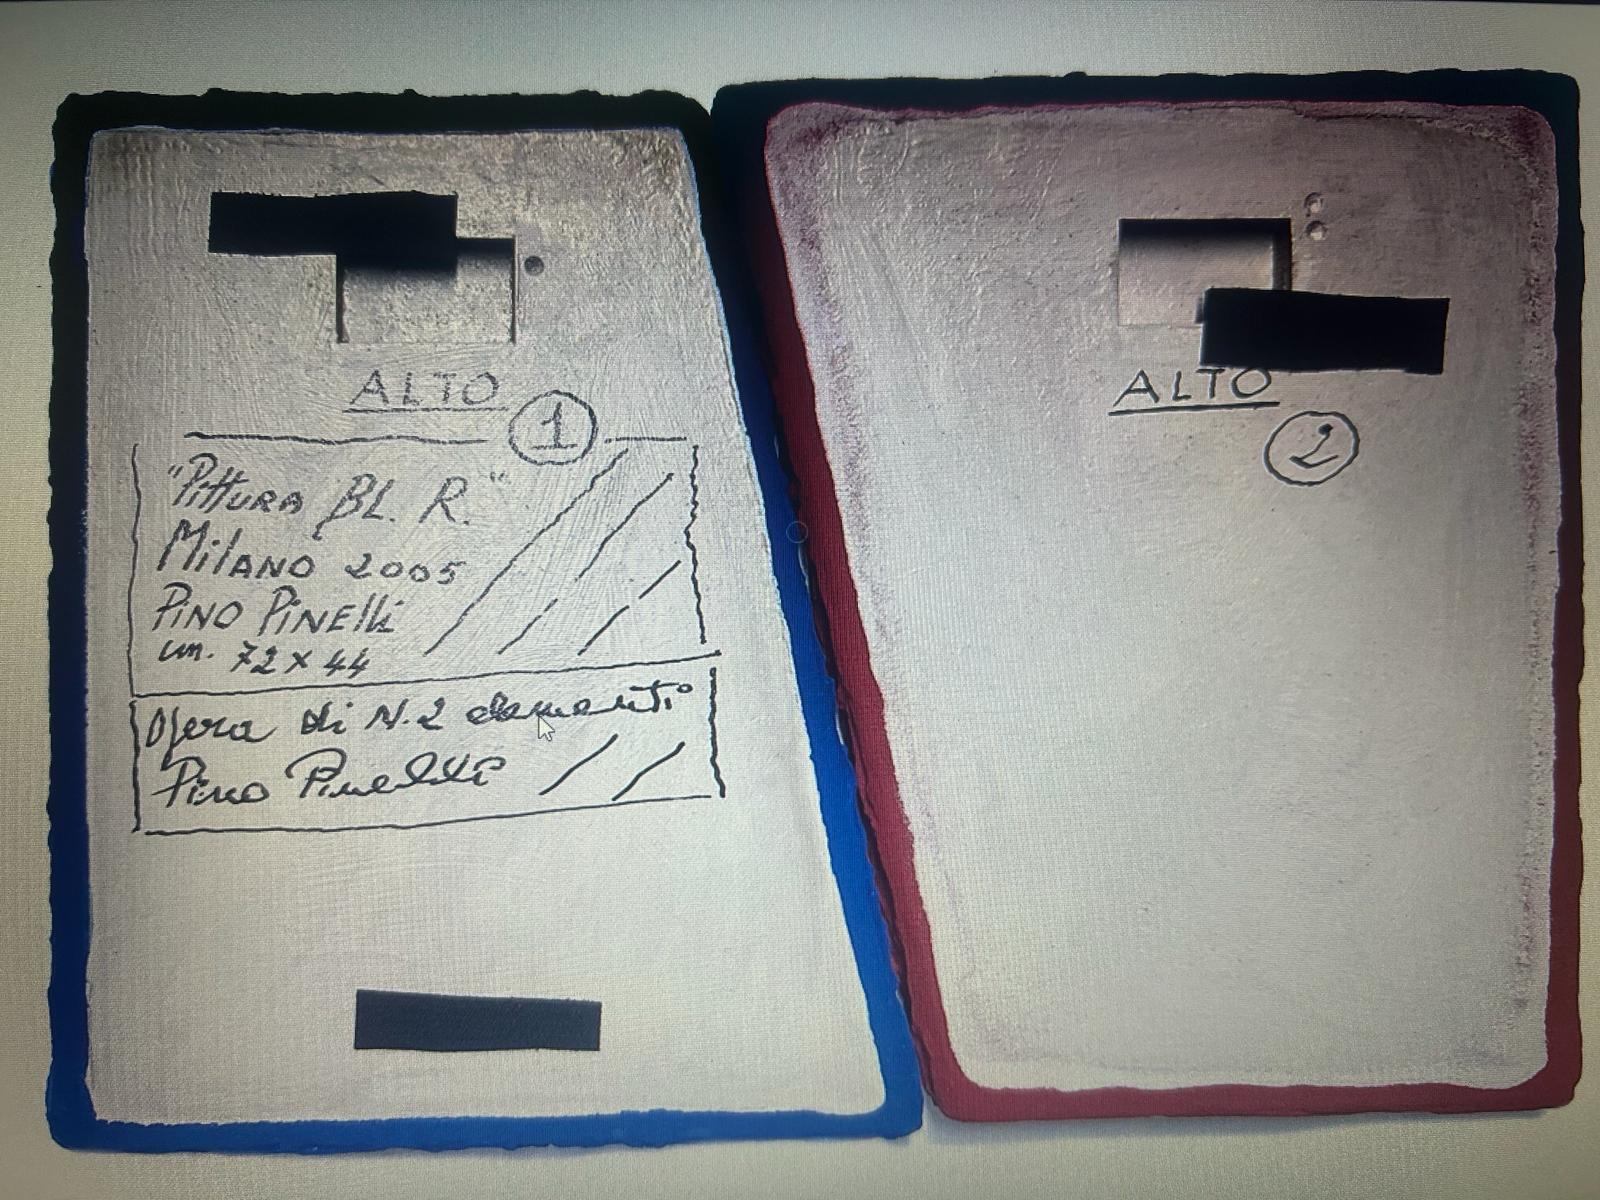 ALTO
1
"PittURA BL. R."
MilANO 2005
PINO PINElli
cm. 72 x 44
Opera di N.2 elementi
Pino Pinelli
ALTO
2